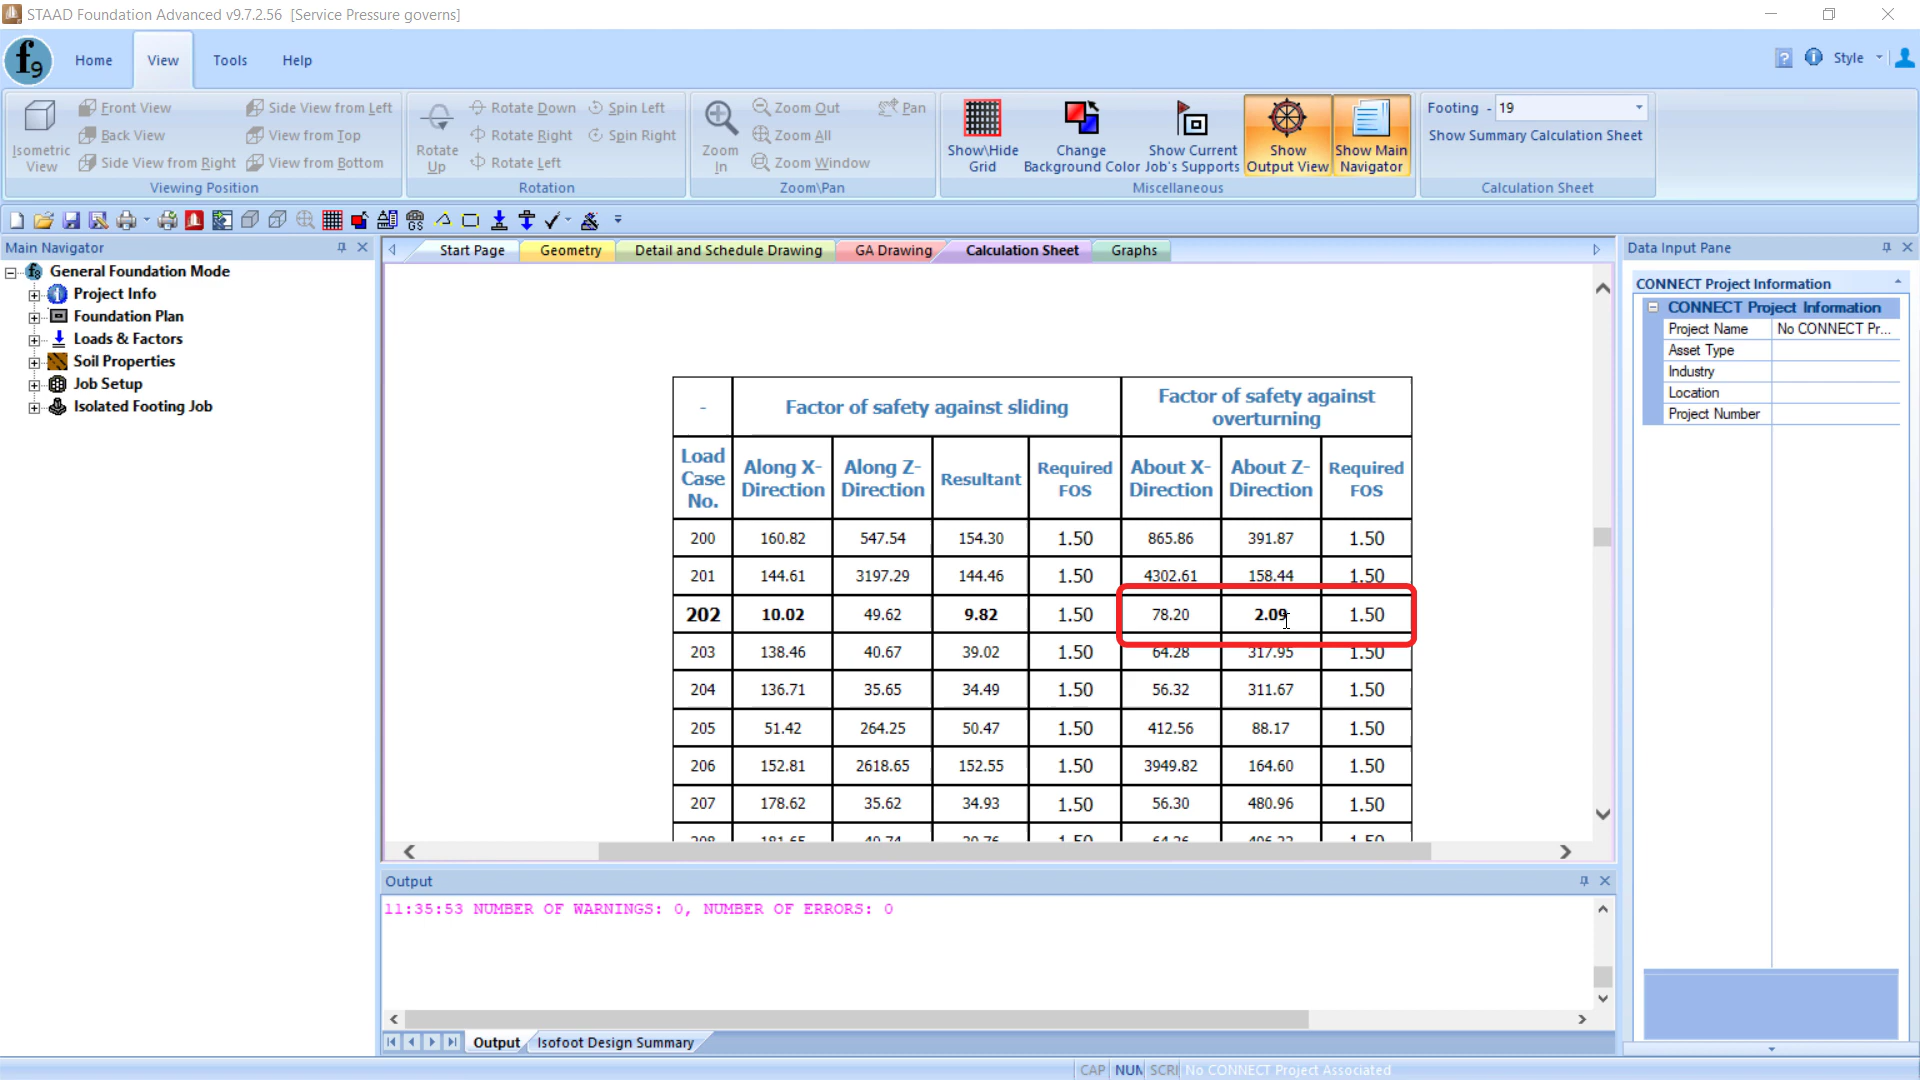 STAAD Foundation Advanced v9.7.2.56 [Service Pressure governs]
Home View Tools Help Style
Isometric View
Front View
Back View
Side View from Right
Side View from Left
View from Top
View from Bottom
Viewing Position
Rotate Up
Rotate Down
Rotate Right
Rotate Left
Spin Left
Spin Right
Rotation
Zoom In
Zoom Out
Zoom All
Zoom Window
Pan
Zoom\Pan
Show\Hide Grid
Change Background Color
Show Current Job's Supports
Show Output View
Show Main Navigator
Miscellaneous
Footing - 19
Show Summary Calculation Sheet
Calculation Sheet
Main Navigator
General Foundation Mode
Project Info
Foundation Plan
Loads & Factors
Soil Properties
Job Setup
Isolated Footing Job
Start Page Geometry Detail and Schedule Drawing GA Drawing Calculation Sheet Graphs
- Factor of safety against sliding Factor of safety against overturning
Load Case No. Along X-Direction Along Z-Direction Resultant Required FOS About X-Direction About Z-Direction Required FOS
200 160.82 547.54 154.30 1.50 865.86 391.87 1.50
201 144.61 3197.29 144.46 1.50 4302.61 158.44 1.50
202 10.02 49.62 9.82 1.50 78.20 2.09 1.50
203 138.46 40.67 39.02 1.50 64.28 317.95 1.50
204 136.71 35.65 34.49 1.50 56.32 311.67 1.50
205 51.42 264.25 50.47 1.50 412.56 88.17 1.50
206 152.81 2618.65 152.55 1.50 3949.82 164.60 1.50
207 178.62 35.62 34.93 1.50 56.30 480.96 1.50
Output
11:35:53 NUMBER OF WARNINGS: 0, NUMBER OF ERRORS: 0
Output Isofoot Design Summary
Data Input Pane
CONNECT Project Information
CONNECT Project Information
Project Name No CONNECT Pr...
Asset Type
Industry
Location
Project Number
CAP NUM SCRI No CONNECT Project Associated